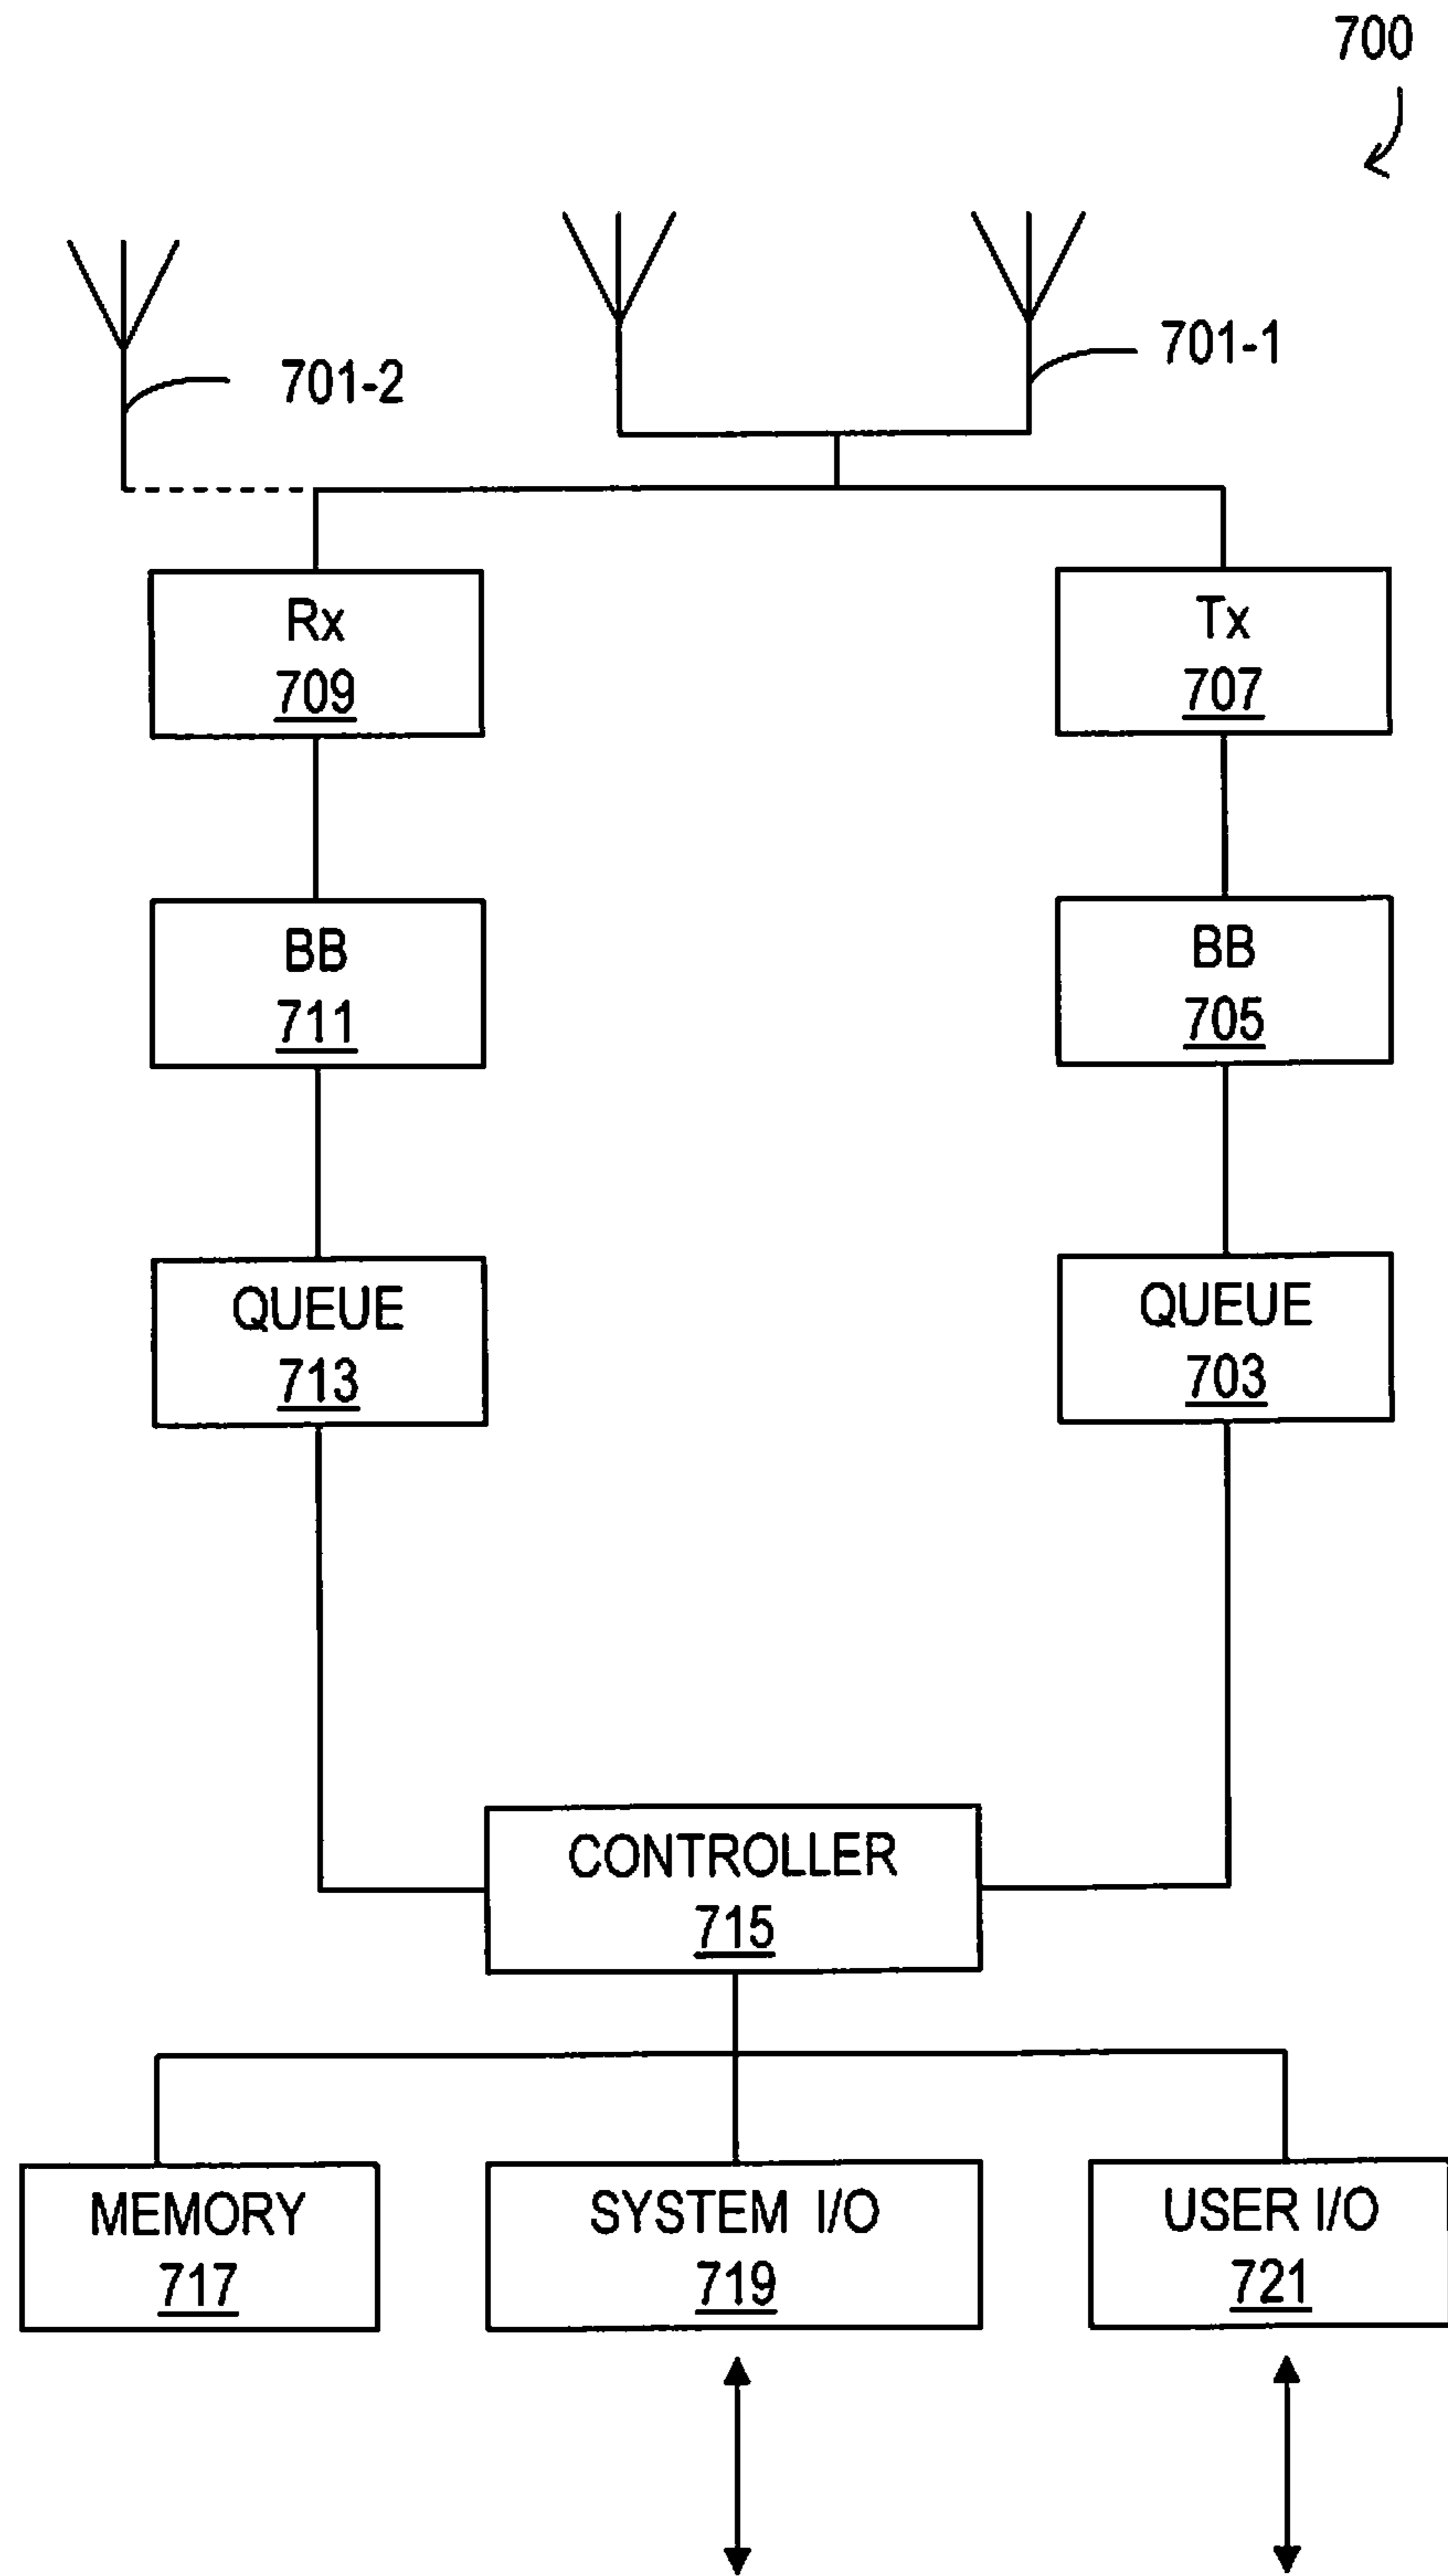 700
701-1
701-2
Rx
709
Tx
707
BB
711
BB
705
QUEUE
713
QUEUE
703
CONTROLLER
715
MEMORY
717
SYSTEM I/O
719
USER I/O
721